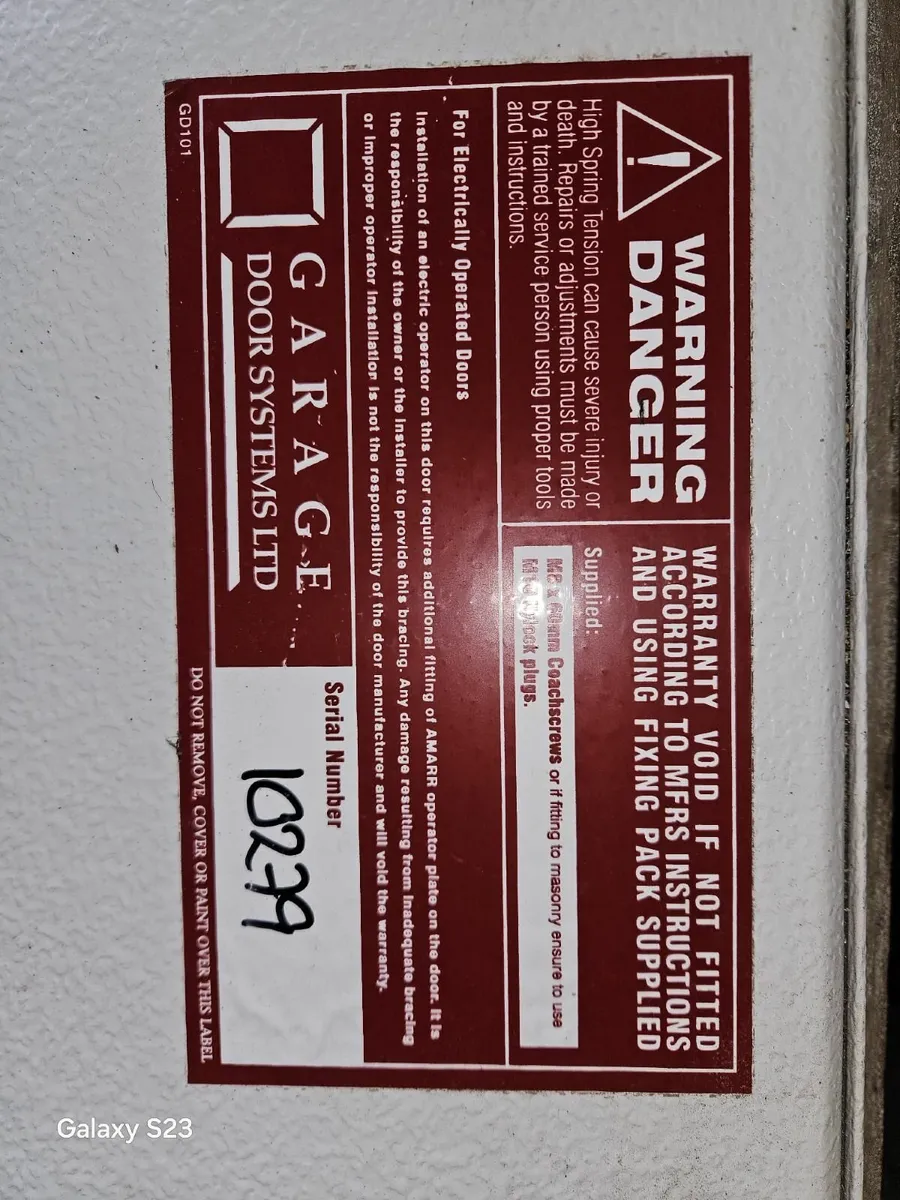 WARNING
DANGER
High Spring Tension can cause severe injury or
death. Repairs or adjustments must be made
by a trained service person using proper tools
and instructions.
WARRANTY VOID IF NOT FITTED
ACCORDING TO MFRS INSTRUCTIONS
AND USING FIXING PACK SUPPLIED
Supplied:
M8x 60mm Coachscrews or if fitting to masonry ensure to use
plugs.
For Electrically Operated Doors
Installation of an electric operator on this door requires additional fitting of AMARR operator plate on the door. It is
the responsibility of the owner or the installer to provide this bracing. Any damage resulting from inadequate bracing
or improper operator installation is not the responsibility of the door manufacturer and will void the warranty.
GARAGE
DOOR SYSTEMS LTD
Serial Number
10279
GD101
DO NOT REMOVE, COVER OR PAINT OVER THIS LABEL
Galaxy S23